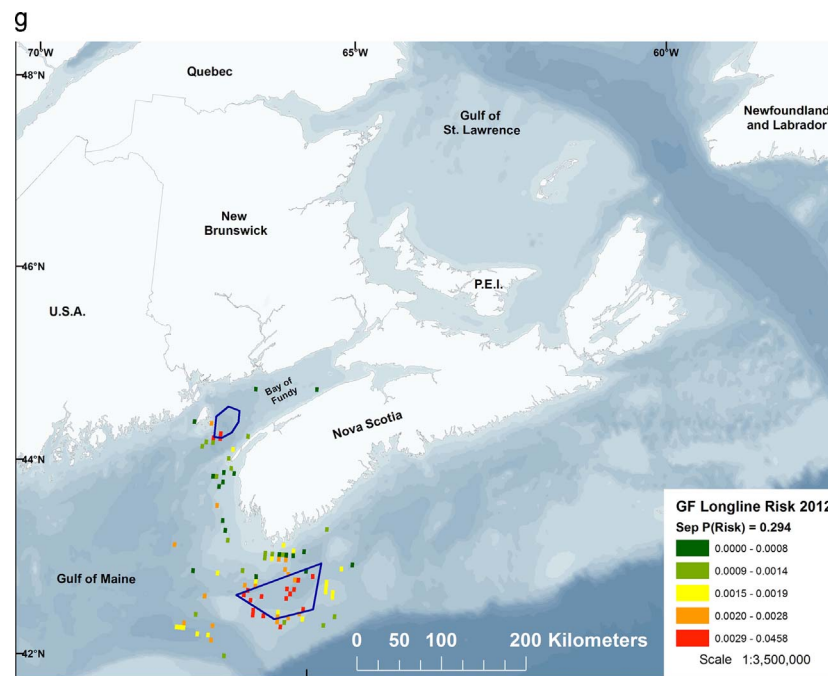 g
70°W
65°W
60°W
48°N
Quebec
Newfoundland
and Labrador
Gulf of
St. Lawrence
New
Brunswick
46°N
P.E.I.
U.S.A.
Bay of
Fundy
Nova Scotia
44°N
Gulf of Maine
42°N
0 50 100 200 Kilometers
GF Longline Risk 2012
Sep P(Risk) = 0.294
0.0000 - 0.0008
0.0009 - 0.0014
0.0015 - 0.0019
0.0020 - 0.0028
0.0029 - 0.0458
Scale 1:3,500,000